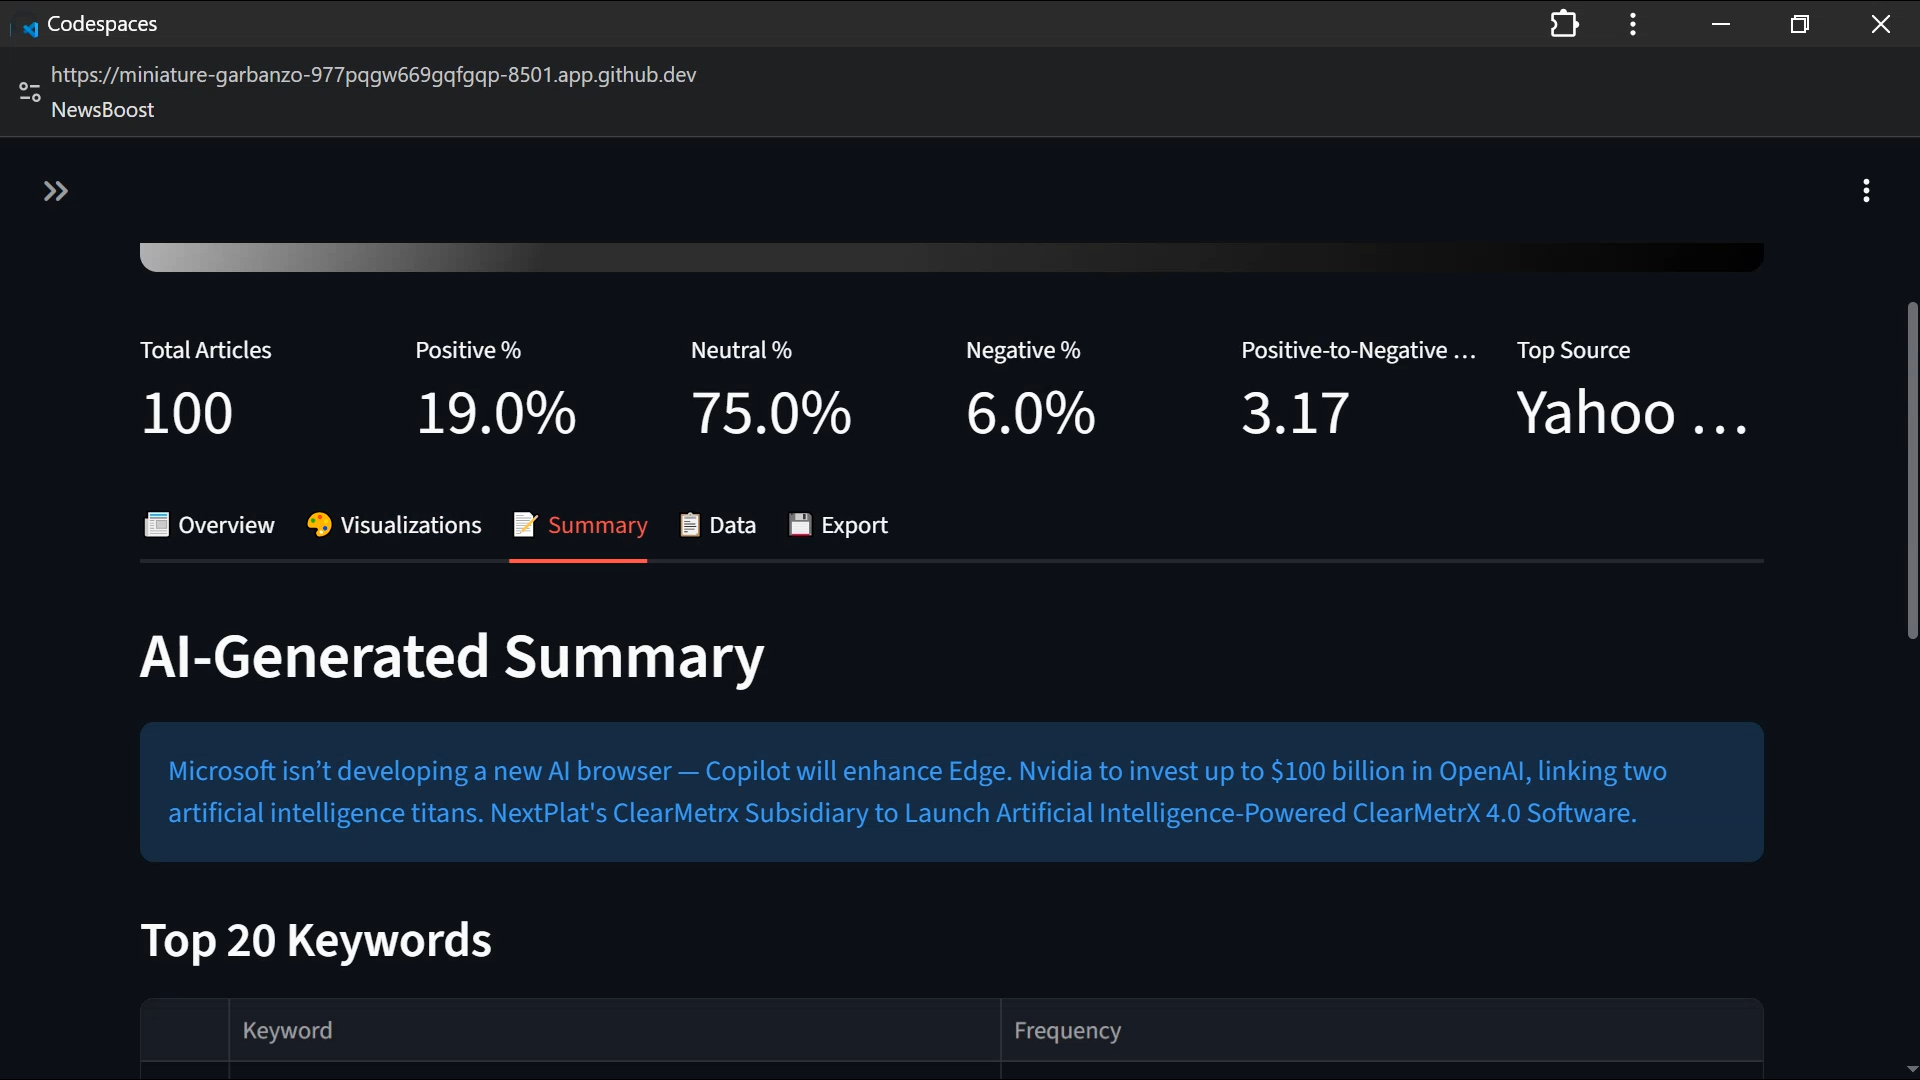 Codespaces
https://miniature-garbanzo-977pqgw669gqfgqp-8501.app.github.dev
NewsBoost
Total Articles
100
Positive %
19.0%
Neutral %
75.0%
Negative %
6.0%
Positive-to-Negative …
3.17
Top Source
Yahoo …
Overview
Visualizations
Summary
Data
Export
AI-Generated Summary
Microsoft isn’t developing a new AI browser — Copilot will enhance Edge. Nvidia to invest up to $100 billion in OpenAI, linking two
artificial intelligence titans. NextPlat's ClearMetrx Subsidiary to Launch Artificial Intelligence-Powered ClearMetrX 4.0 Software.
Top 20 Keywords
Keyword
Frequency